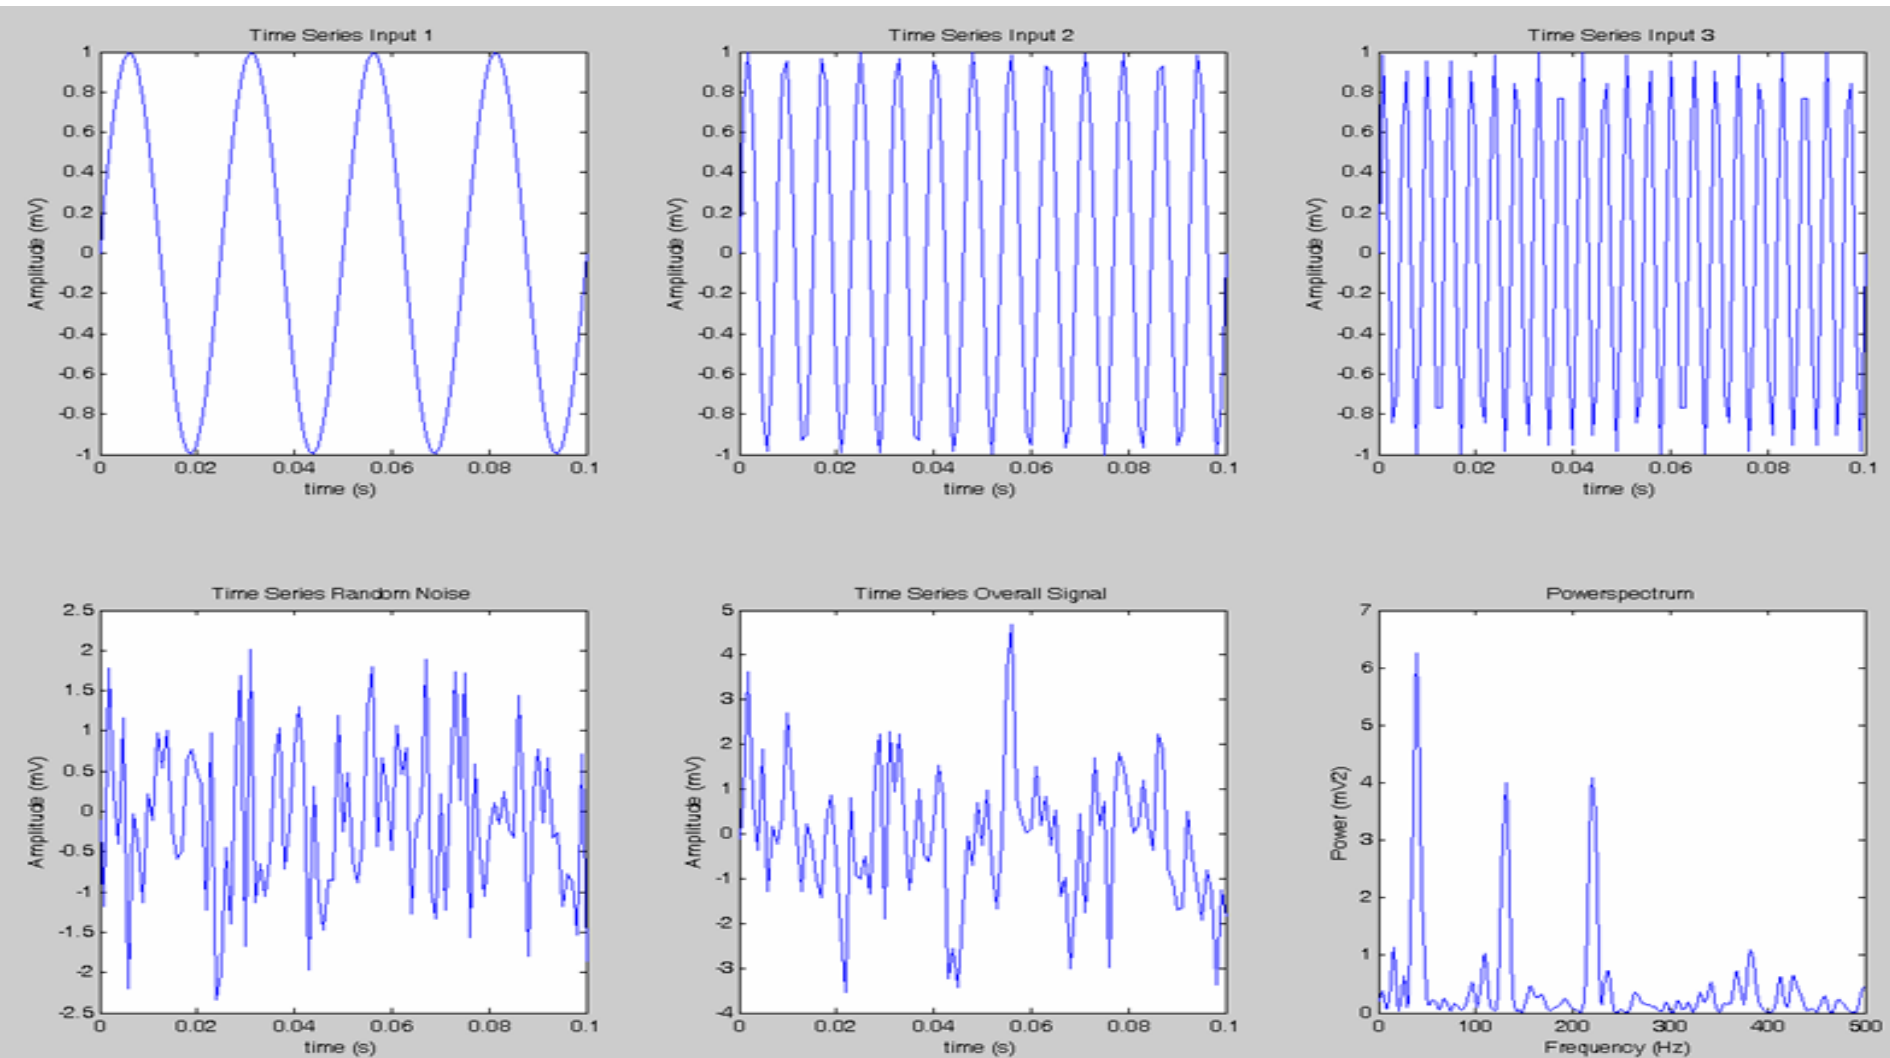 Time Series Input 1
1
0.8
0.6
0.4
0.2
0
-0.2
-0.4
-0.6
-0.8
-1
Amplitude (mV)
0 0.02 0.04 0.06 0.08 0.1
time (s)
Time Series Input 2
1
0.8
0.6
0.4
0.2
0
-0.2
-0.4
-0.6
-0.8
-1
Amplitude (mV)
0 0.02 0.04 0.06 0.08 0.1
time (s)
Time Series Input 3
1
0.8
0.6
0.4
0.2
0
-0.2
-0.4
-0.6
-0.8
-1
Amplitude (mV)
0 0.02 0.04 0.06 0.08 0.1
time (s)
Time Series Random Noise
2.5
2
1.5
1
0.5
0
-0.5
-1
-1.5
-2
-2.5
Amplitude (mV)
0 0.02 0.04 0.06 0.08 0.1
time (s)
Time Series Overall Signal
5
4
3
2
1
0
-1
-2
-3
-4
Amplitude (mV)
0 0.02 0.04 0.06 0.08 0.1
time (s)
Powerspectrum
7
6
5
4
3
2
1
0
Power (mV2)
0 100 200 300 400 500
Frequency (Hz)